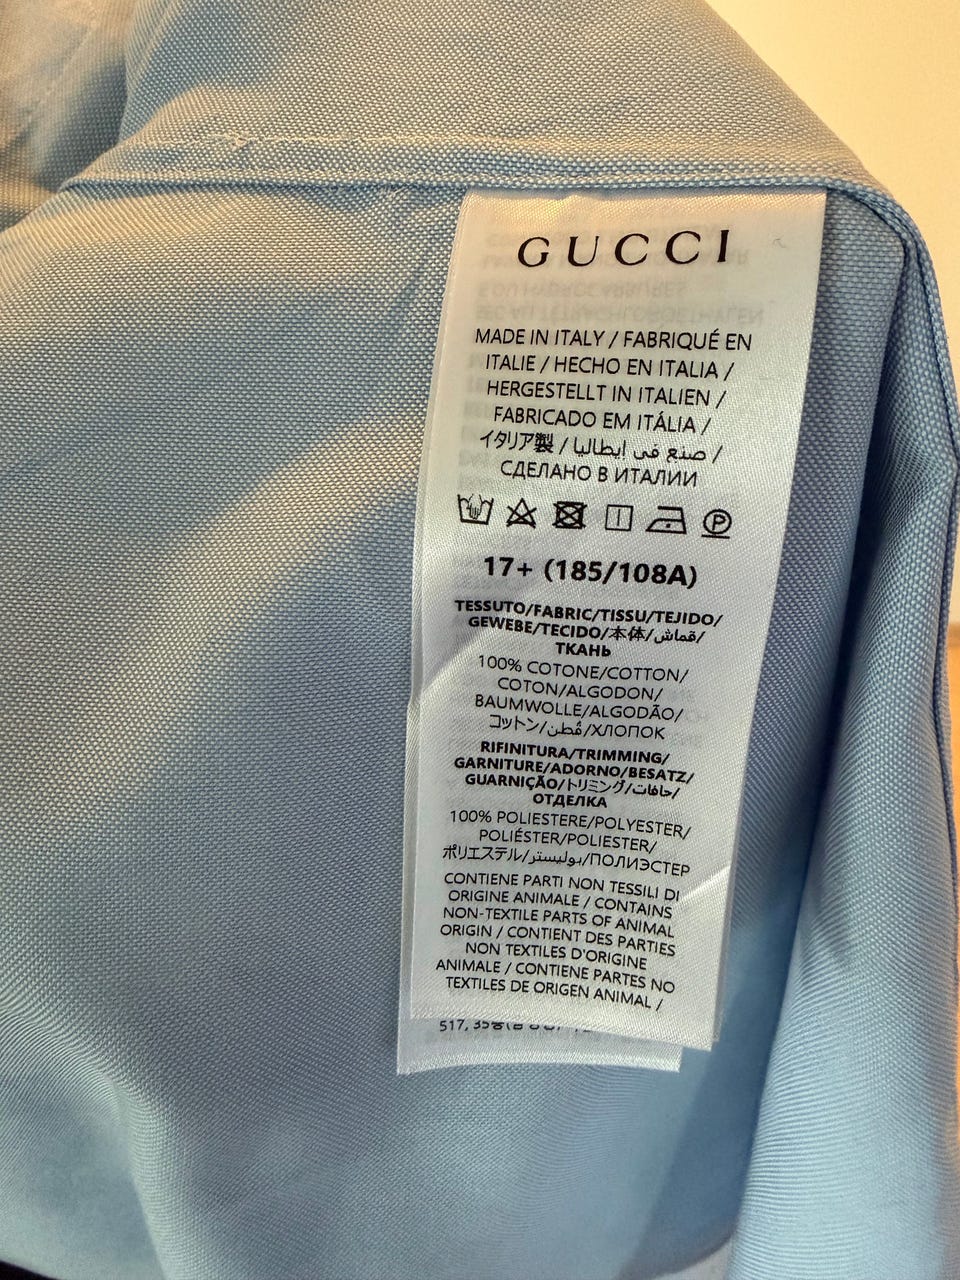 GUCCI
MADE IN ITALY / FABRIQUÉ EN
ITALIE / HECHO EN ITALIA /
HERGESTELLT IN ITALIEN /
FABRICADO EM ITÁLIA /
イタリア製 / صنع في إيطاليا /
СДЕЛАНО В ИТАЛИИ
P
17+ (185/108A)
TESSUTO/FABRIC/TISSU/TEJIDO/
GEWEBE/TECIDO/本体/قماش/
ТКАНЬ
100% COTONE/COTTON/
COTON/ALGODON/
BAUMWOLLE/ALGODÃO/
コットン/قُطن/ХЛОПОК
RIFINITURA/TRIMMING/
GARNITURE/ADORNO/BESATZ/
GUARNIÇÃO/トリミング/حافات/
ОТДЕЛКА
100% POLIESTERE/POLYESTER/
POLIÉSTER/POLIESTER/
ポリエステル/بوليستر/ПОЛИЭСТЕР
CONTIENE PARTI NON TESSILI DI
ORIGINE ANIMALE / CONTAINS
NON-TEXTILE PARTS OF ANIMAL
ORIGIN / CONTIENT DES PARTIES
NON TEXTILES D'ORIGINE
ANIMALE / CONTIENE PARTES NO
TEXTILES DE ORIGEN ANIMAL /
517,